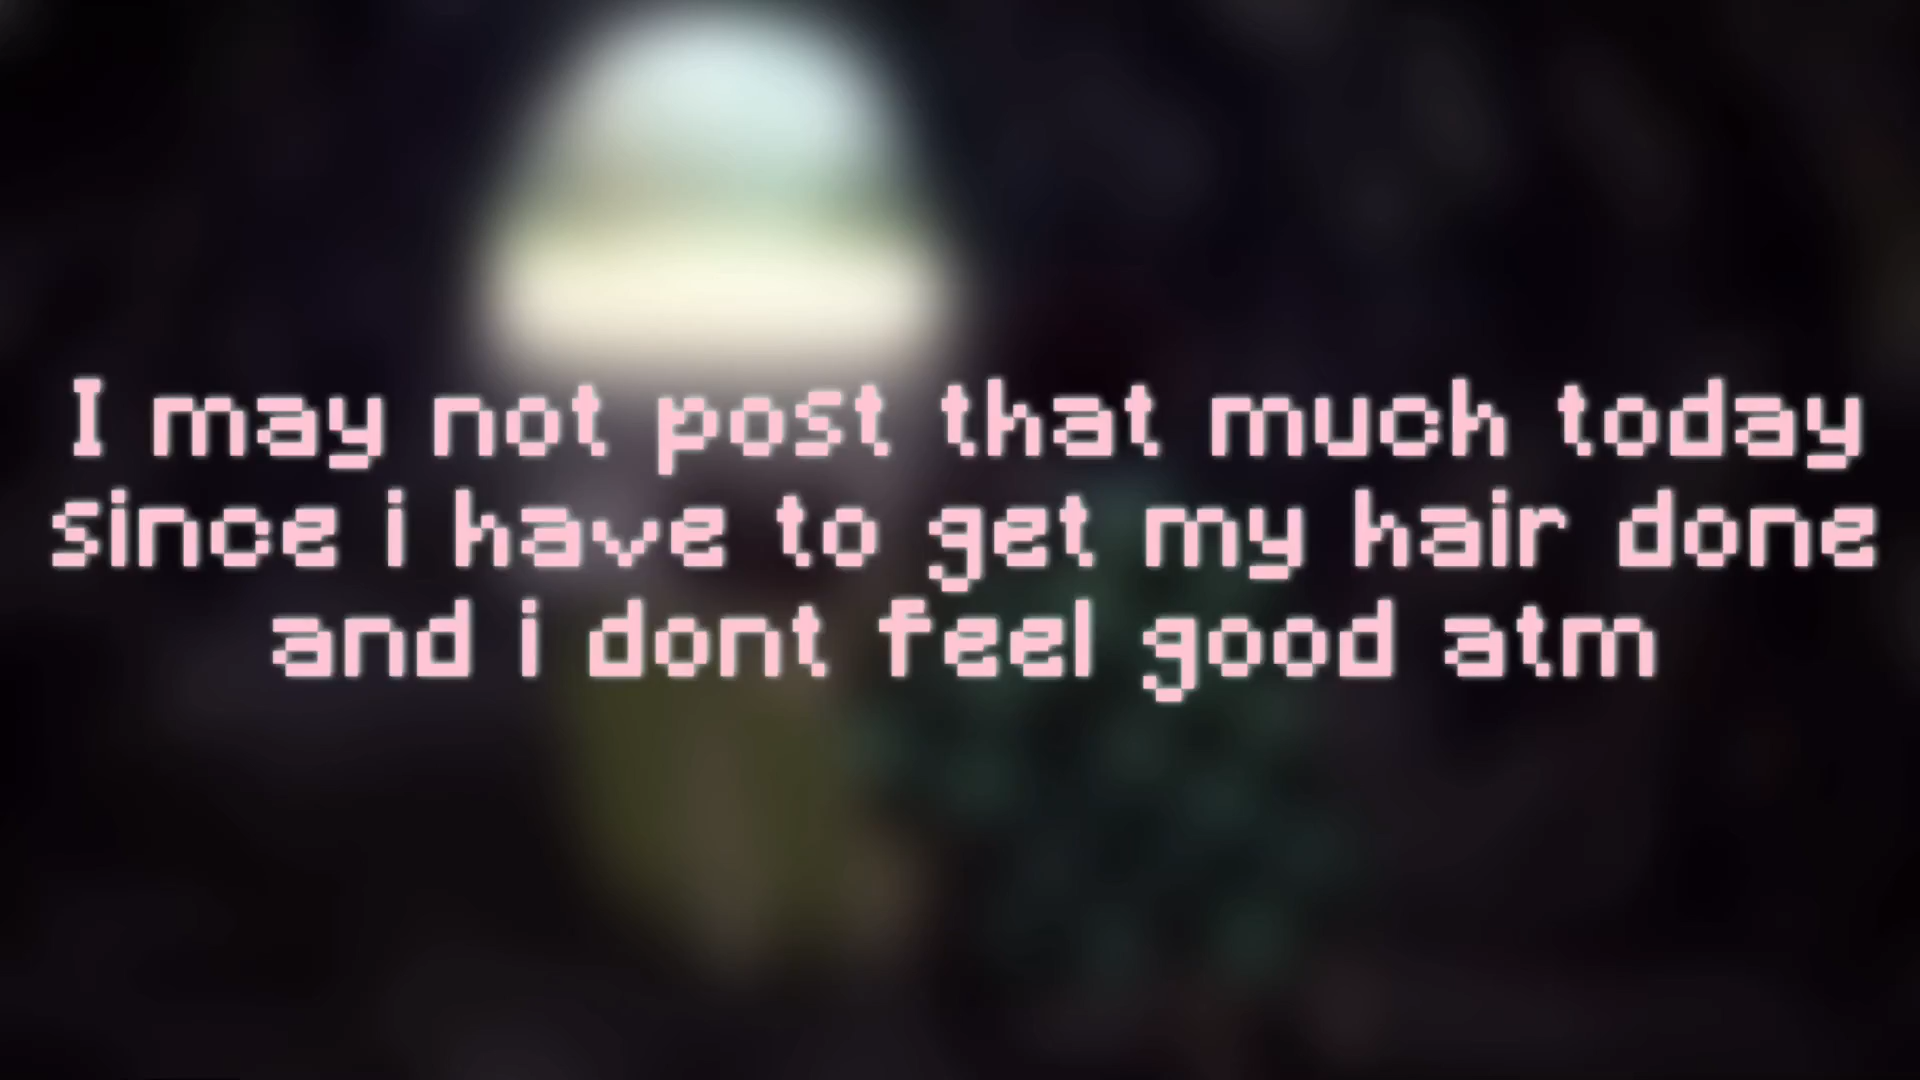 I may not post that much today
since i have to get my hair done
and i dont feel good atm